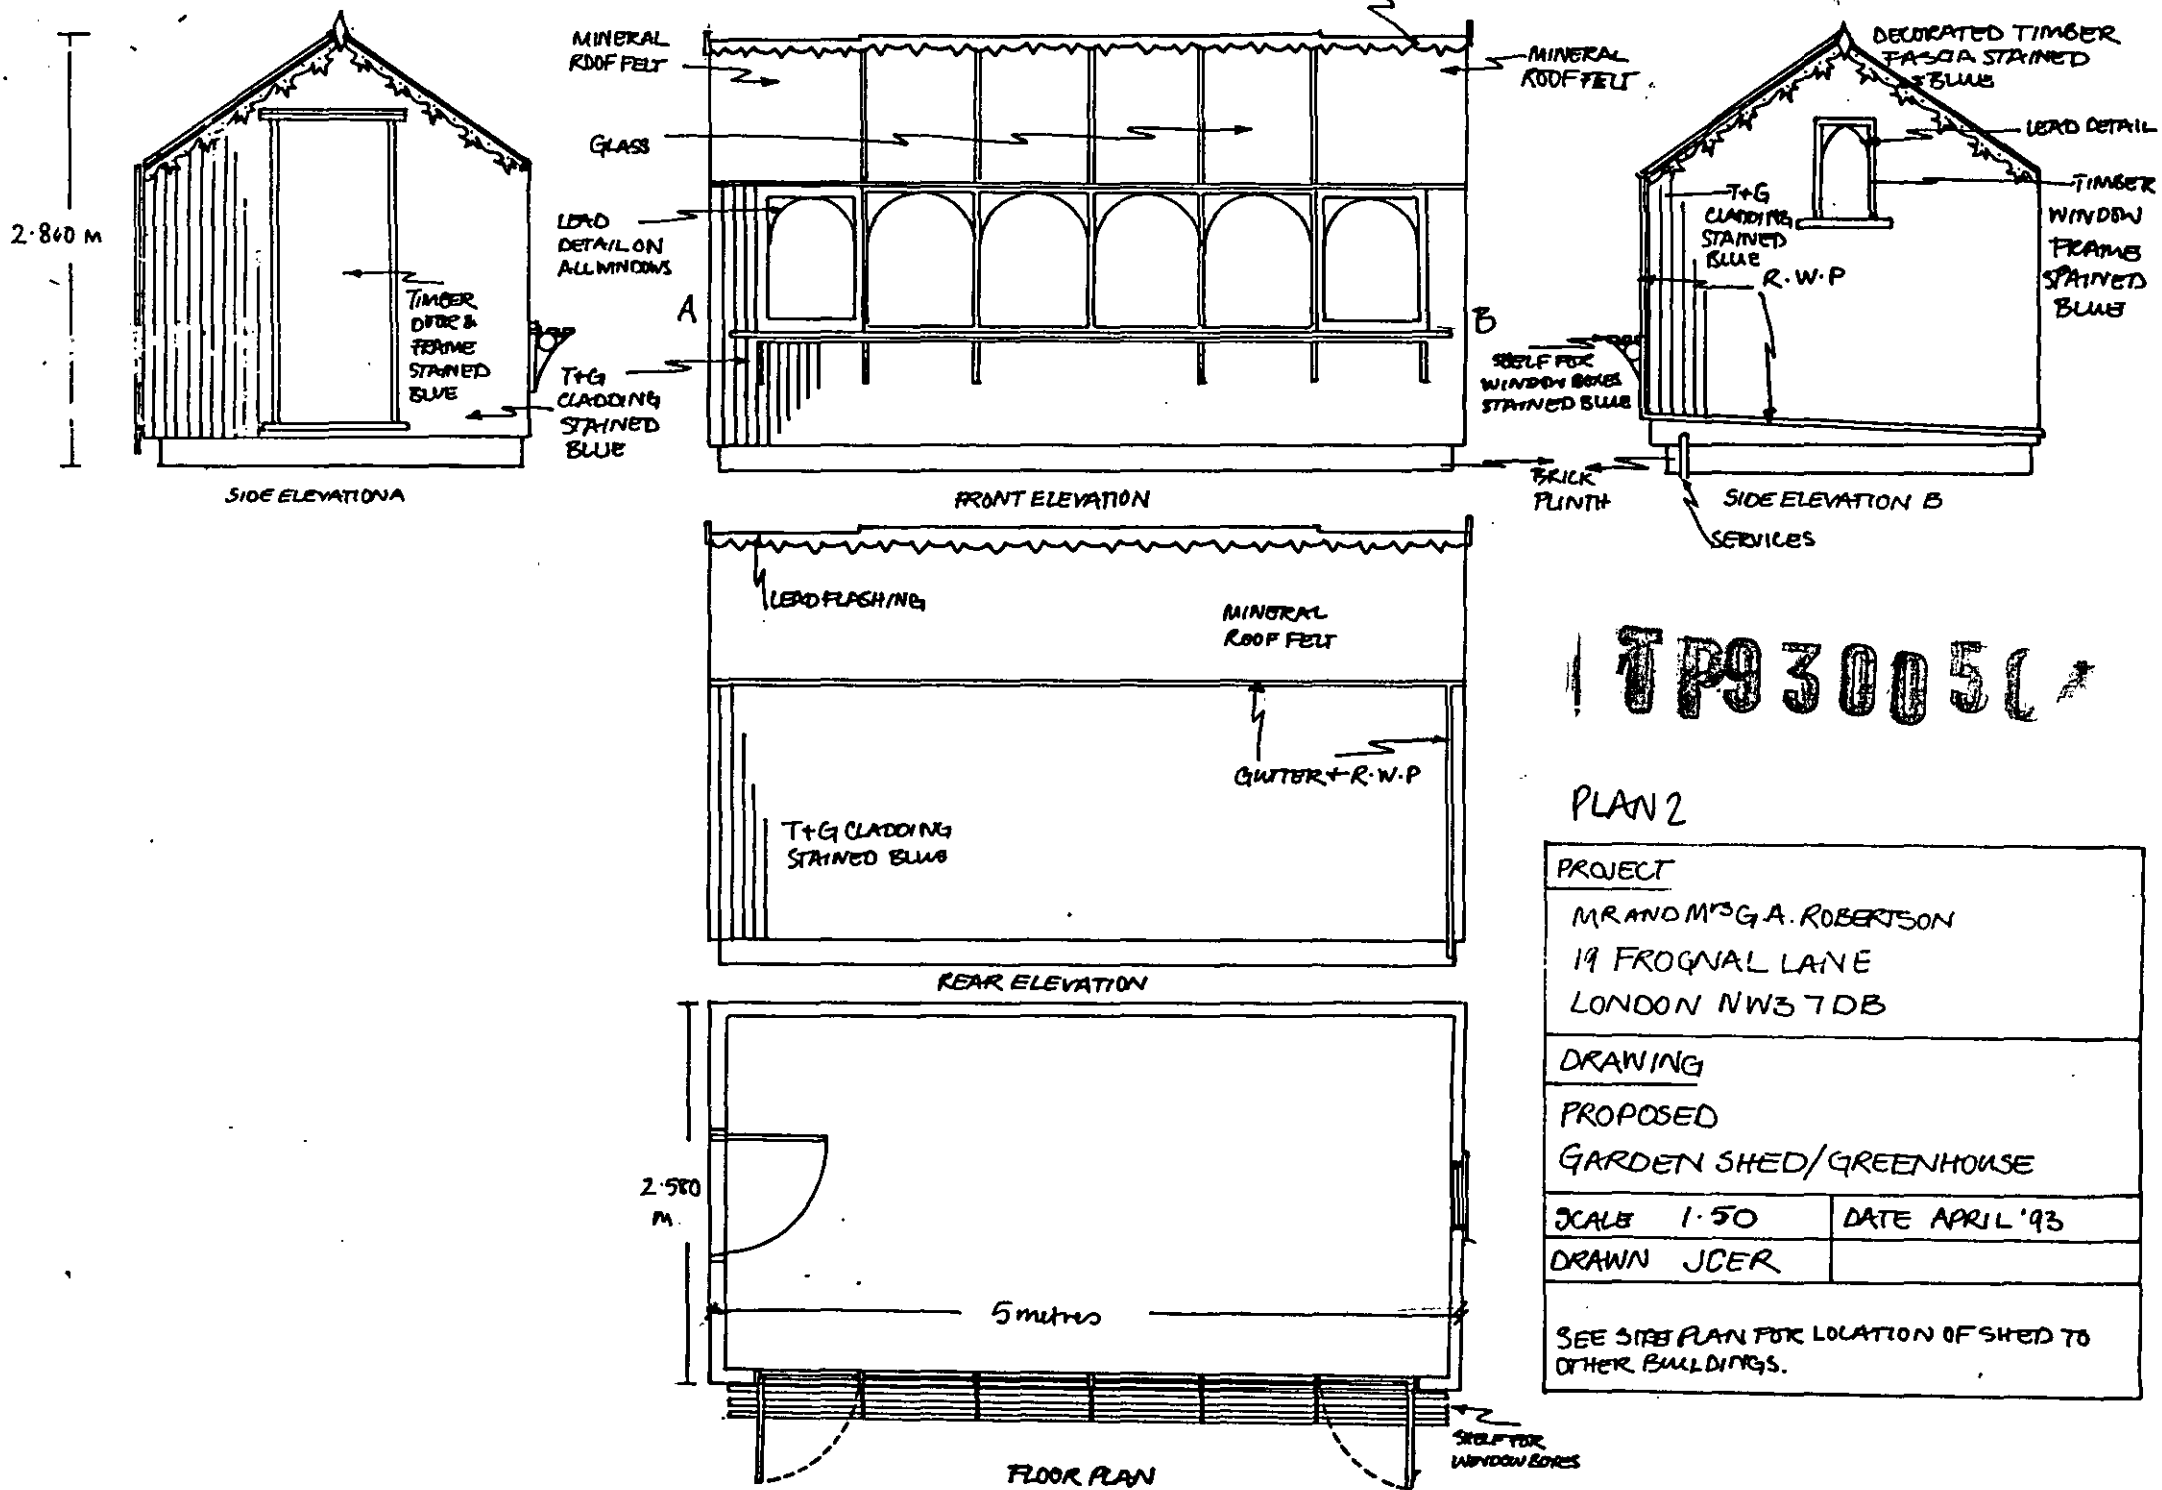 2.860 M
TIMBER
DOOR &
FRAME
STAINED
BLUE
SIDE ELEVATION A
MINERAL
ROOF FELT
GLASS
LEAD
DETAIL ON
ALL WINDOWS
A
T+G
CLADDING
STAINED
BLUE
B
MINERAL
ROOF FELT
FRONT ELEVATION
SHELF FOR
WINDOW BOXES
STAINED BLUE
BRICK
PLINTH
DECORATED TIMBER
FASCIA STAINED
BLUE
LEAD DETAIL
TIMBER
WINDOW
FRAME
STAINED
BLUE
T+G
CLADDING
STAINED
BLUE
R.W.P
SIDE ELEVATION B
SERVICES
LEAD FLASHING
MINERAL
ROOF FELT
GUTTER + R.W.P
T+G CLADDING
STAINED BLUE
REAR ELEVATION
2.580
M
5 metres
SHELF FOR
WINDOW BOXES
FLOOR PLAN
TP93005
PLAN 2
PROJECT
MR AND Mrs G.A. ROBERTSON
19 FROGNAL LANE
LONDON NW3 7DB
DRAWING
PROPOSED
GARDEN SHED/GREENHOUSE
SCALE 1.50 DATE APRIL '93
DRAWN JCER
SEE SITE PLAN FOR LOCATION OF SHED TO
OTHER BUILDINGS.